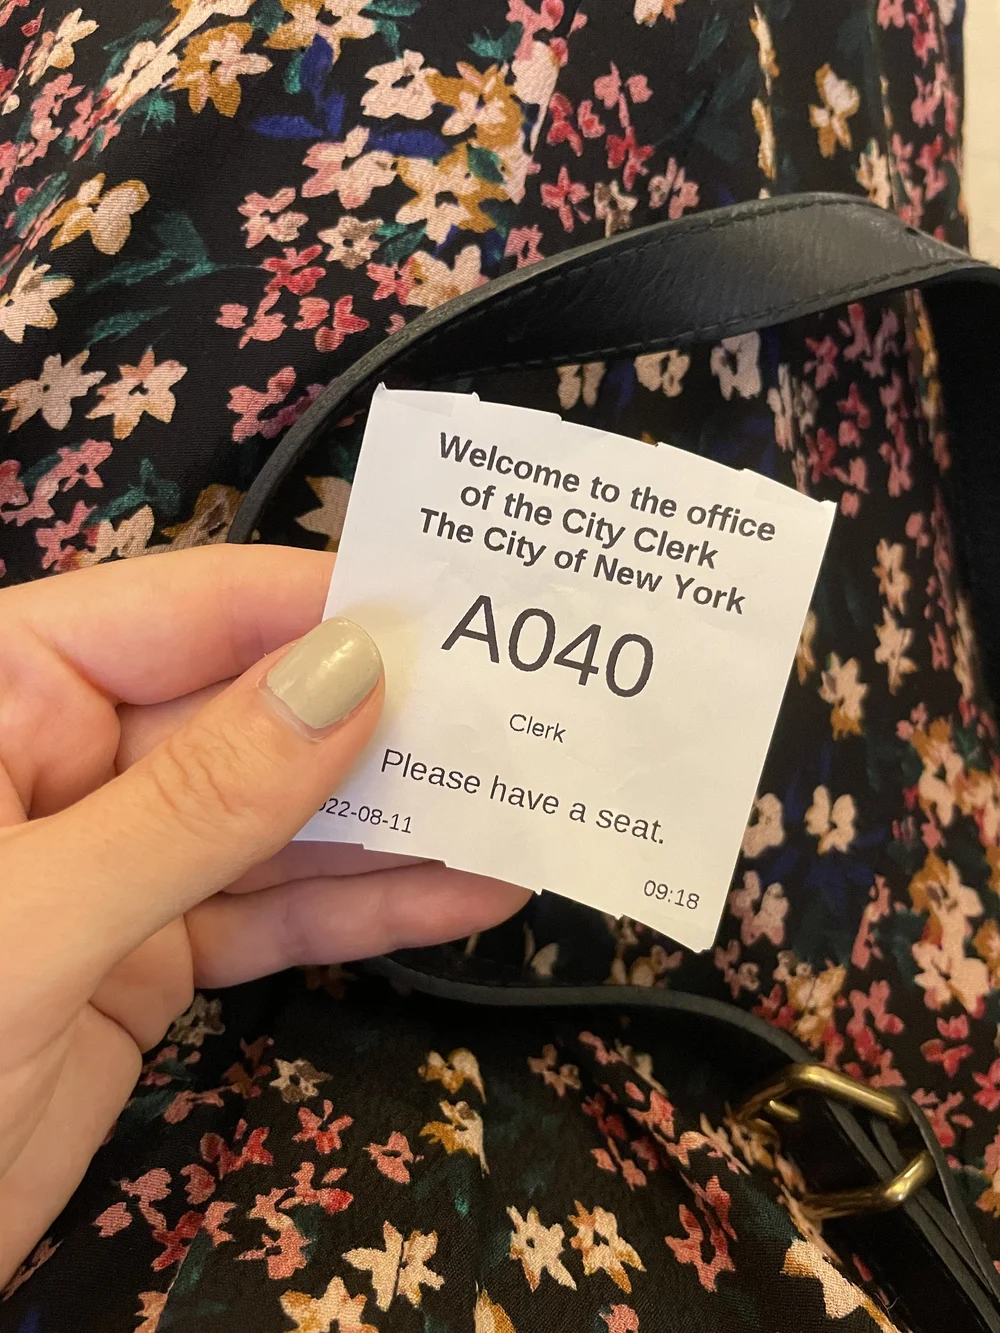 Welcome to the office
of the City Clerk
The City of New York
A040
Clerk
Please have a seat.
22-08-11
09:18